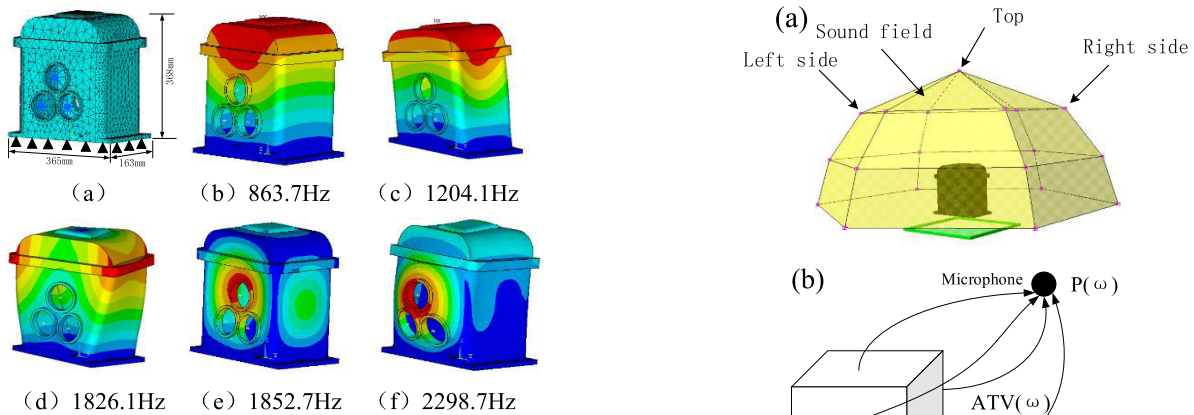 368mm
365mm
163mm
(a)
(b) 863.7Hz
(c) 1204.1Hz
(d) 1826.1Hz
(e) 1852.7Hz
(f) 2298.7Hz
(a)
Top
Sound field
Left side
Right side
(b)
Microphone
P(ω)
ATV(ω)